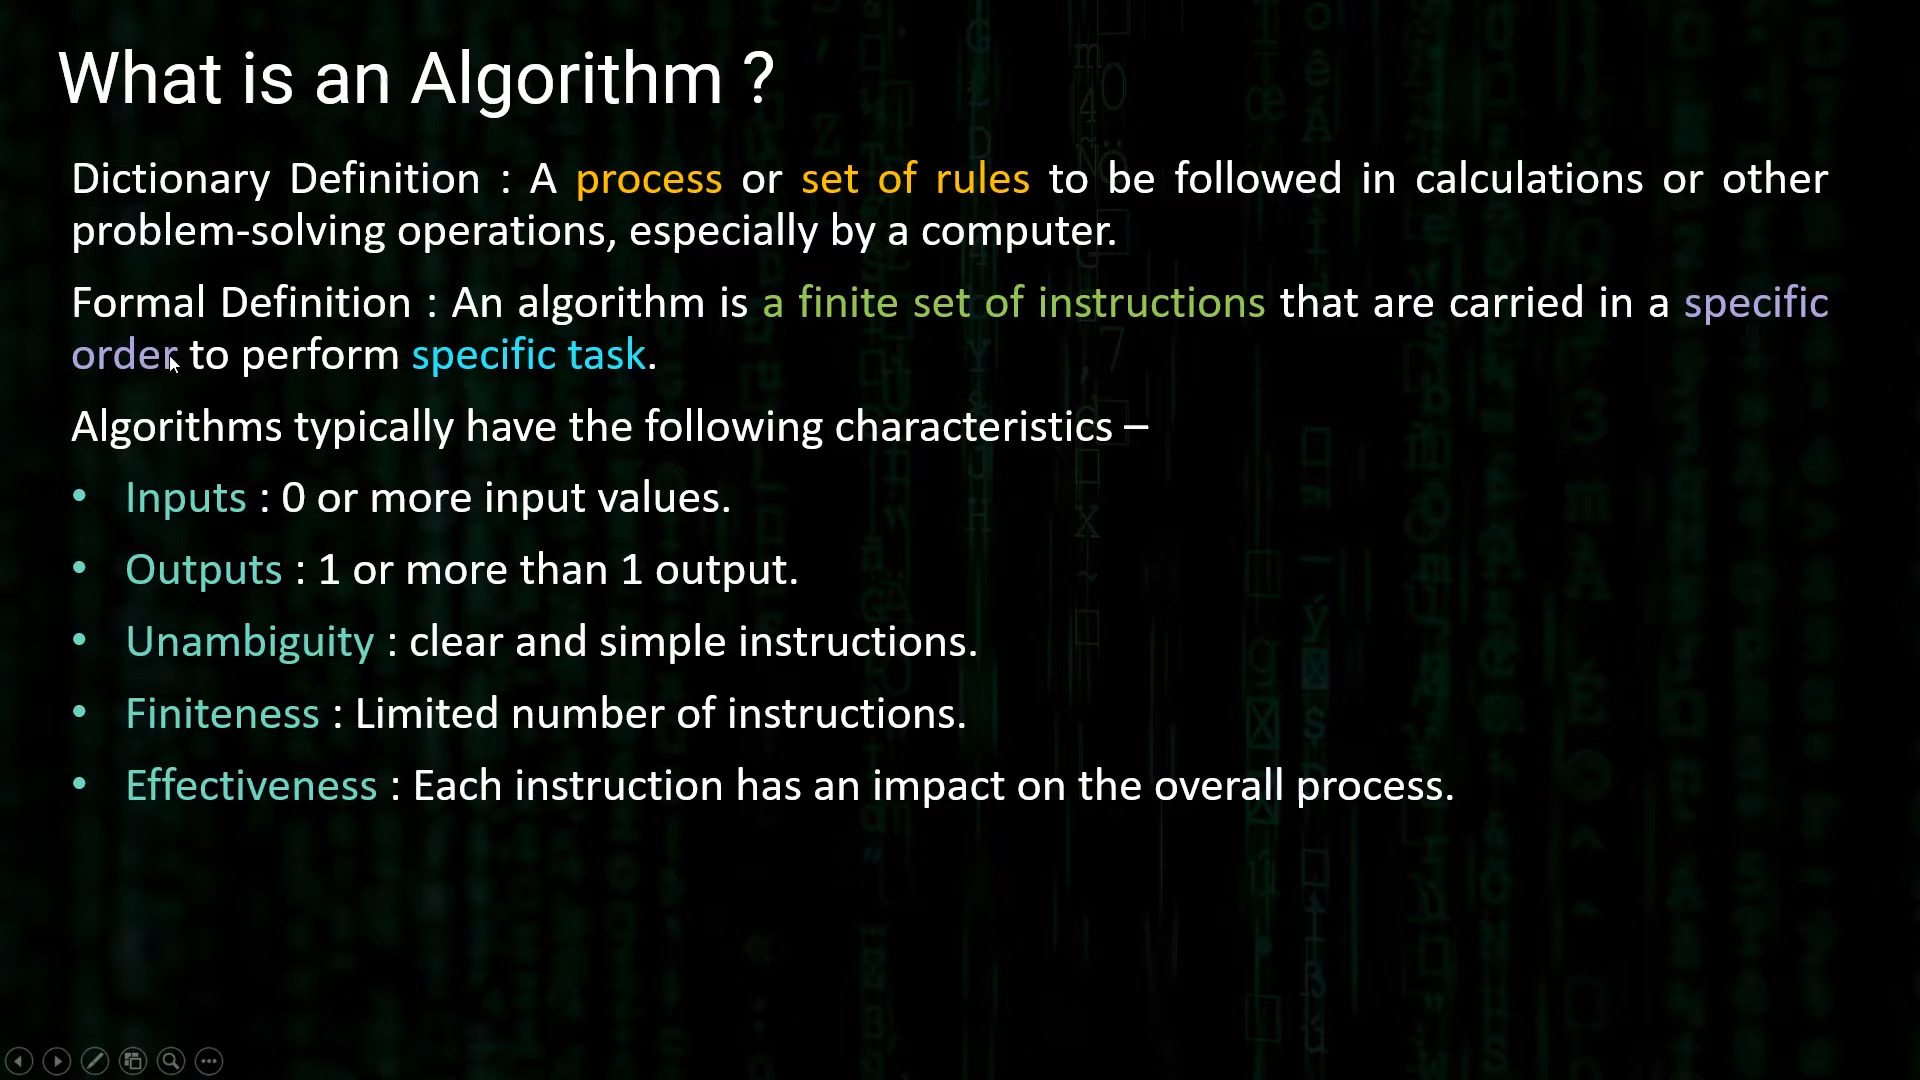 What is an Algorithm ?
Dictionary Definition : A process or set of rules to be followed in calculations or other
problem-solving operations, especially by a computer.
Formal Definition : An algorithm is a finite set of instructions that are carried in a specific
order to perform specific task.
Algorithms typically have the following characteristics –
• Inputs : 0 or more input values.
• Outputs : 1 or more than 1 output.
• Unambiguity : clear and simple instructions.
• Finiteness : Limited number of instructions.
• Effectiveness : Each instruction has an impact on the overall process.